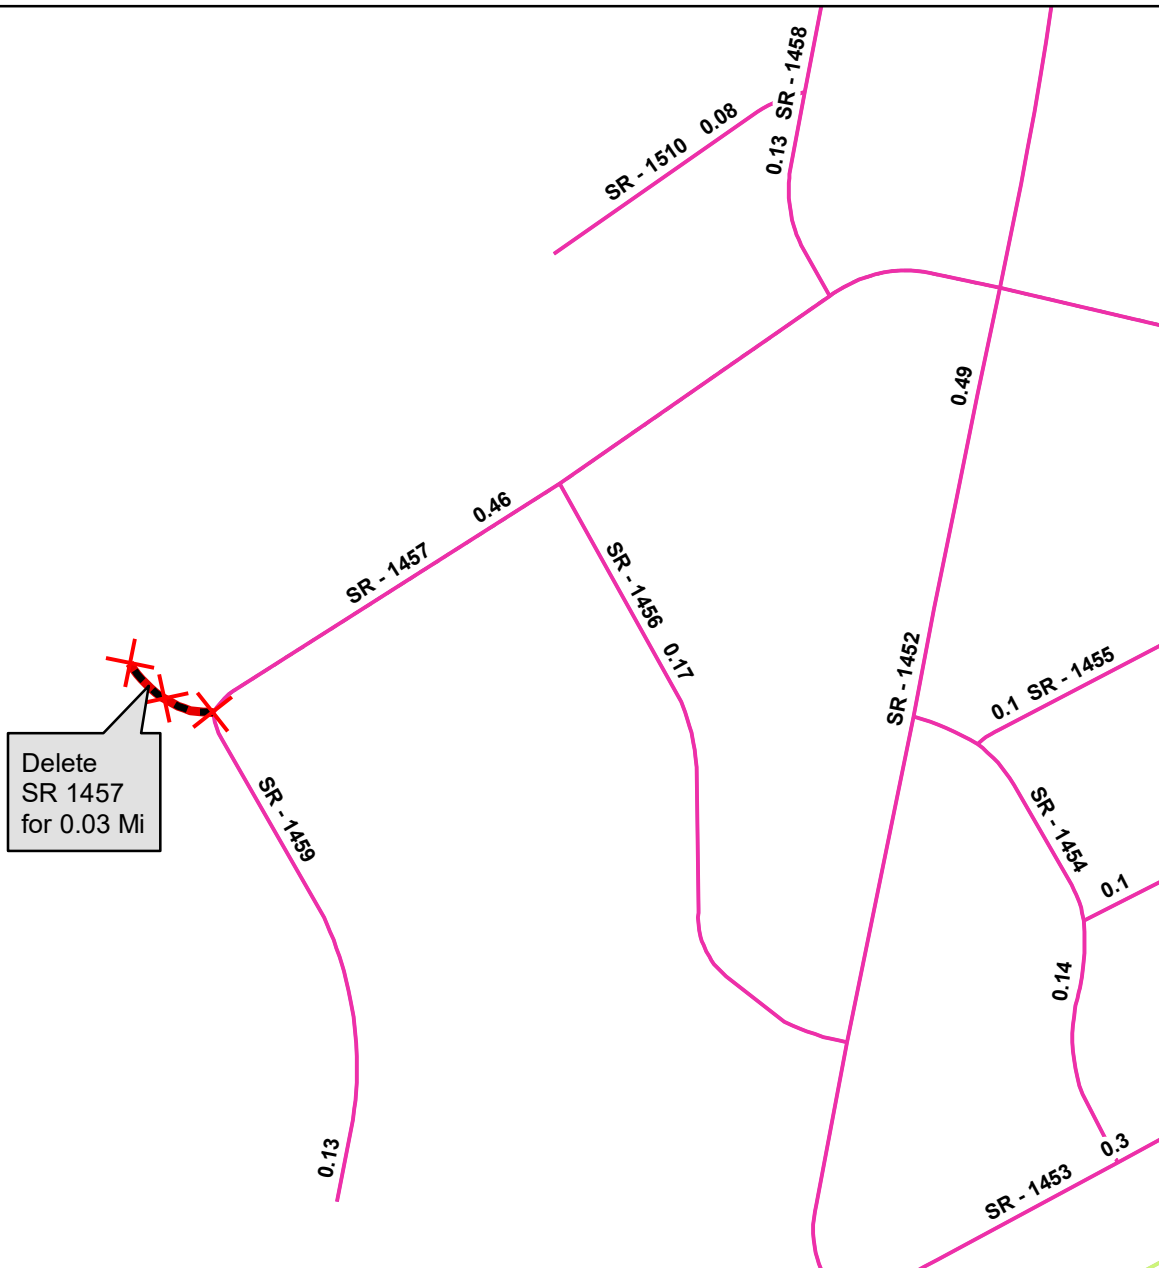 SR - 1458
0.13
SR - 1510 0.08
0.49
0.46
SR - 1457
SR - 1456 0.17
SR - 1452
0.1 SR - 1455
Delete
SR 1457
for 0.03 Mi
SR - 1459
SR - 1454
0.1
0.14
0.13
0.3
SR - 1453